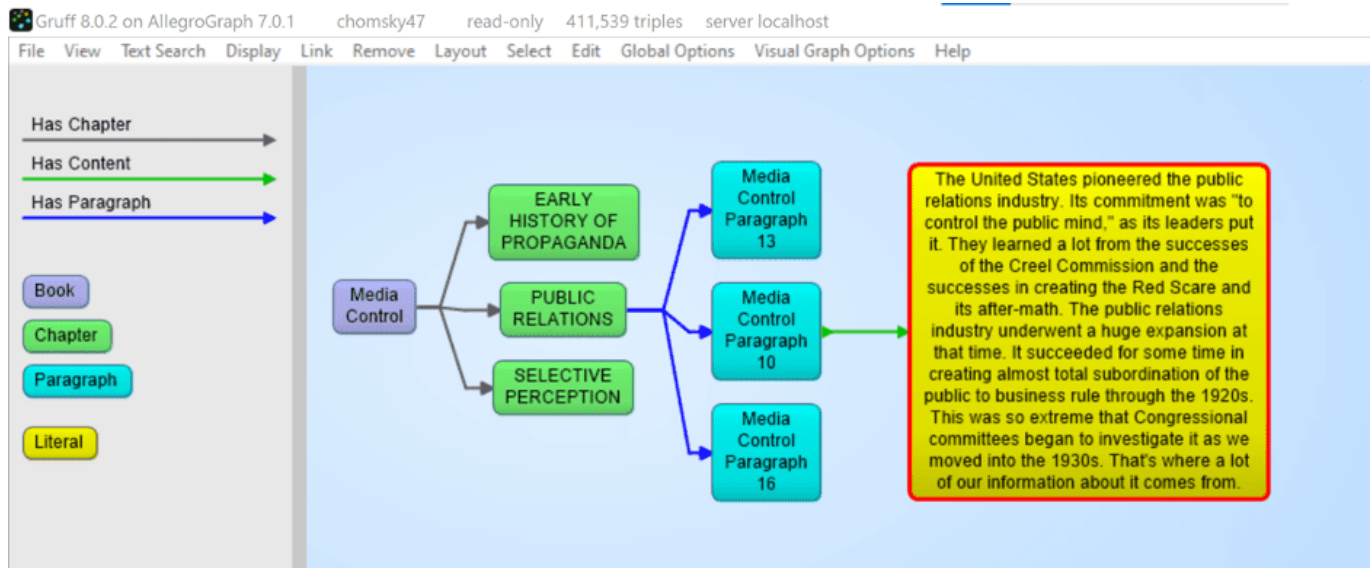 Gruff 8.0.2 on AllegroGraph 7.0.1 chomsky47 read-only 411,539 triples server localhost
File View Text Search Display Link Remove Layout Select Edit Global Options Visual Graph Options Help
Has Chapter
Has Content
Has Paragraph
Book
Chapter
Paragraph
Literal
Media
Control
EARLY
HISTORY OF
PROPAGANDA
PUBLIC
RELATIONS
SELECTIVE
PERCEPTION
Media
Control
Paragraph
13
Media
Control
Paragraph
10
Media
Control
Paragraph
16
The United States pioneered the public
relations industry. Its commitment was "to
control the public mind," as its leaders put
it. They learned a lot from the successes
of the Creel Commission and the
successes in creating the Red Scare and
its after-math. The public relations
industry underwent a huge expansion at
that time. It succeeded for some time in
creating almost total subordination of the
public to business rule through the 1920s.
This was so extreme that Congressional
committees began to investigate it as we
moved into the 1930s. That's where a lot
of our information about it comes from.